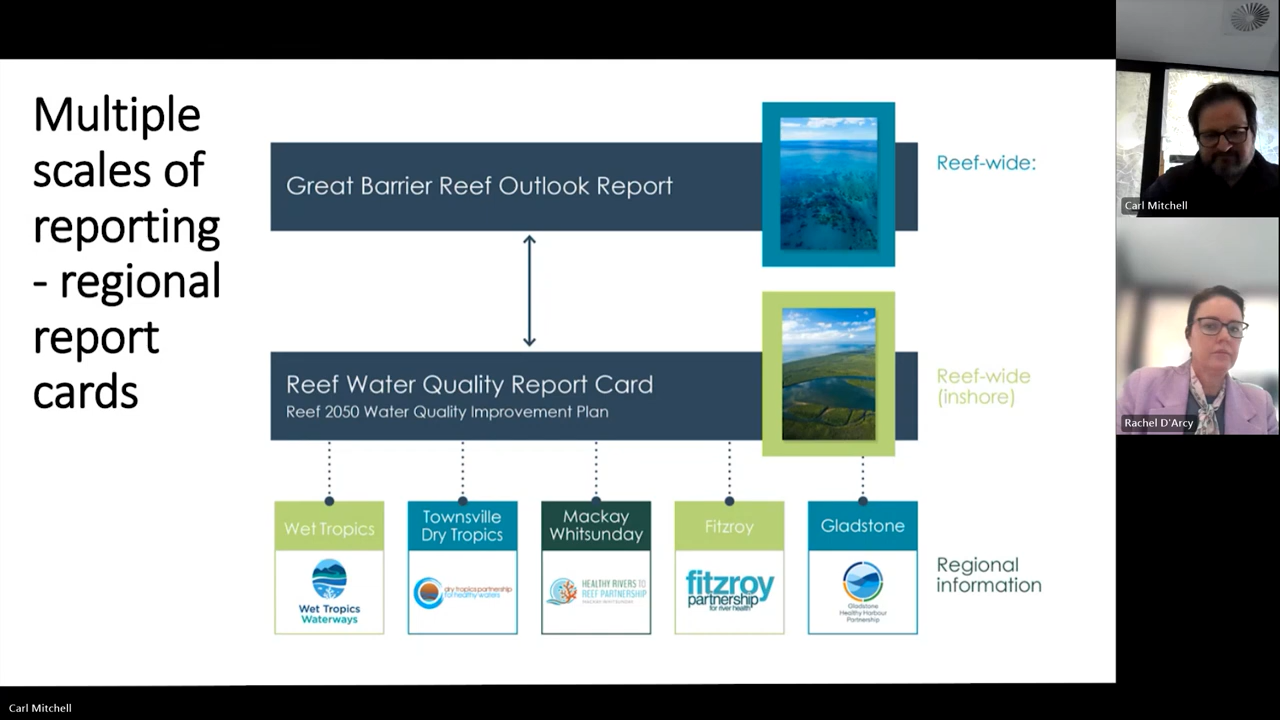 Multiple
scales of
reporting
- regional
report
cards
Great Barrier Reef Outlook Report
Reef-wide:
Reef Water Quality Report Card
Reef 2050 Water Quality Improvement Plan
Reef-wide
(inshore)
Wet Tropics
Wet Tropics
Waterways
Townsville
Dry Tropics
dry tropics partnership
for healthy waters
Mackay
Whitsunday
HEALTHY RIVERS TO
REEF PARTNERSHIP
MACKAY WHITSUNDAY
Fitzroy
fitzroy
partnership
for river health
Gladstone
Gladstone
Healthy Harbour
Partnership
Regional
information
Carl Mitchell
Rachel D'Arcy
Carl Mitchell